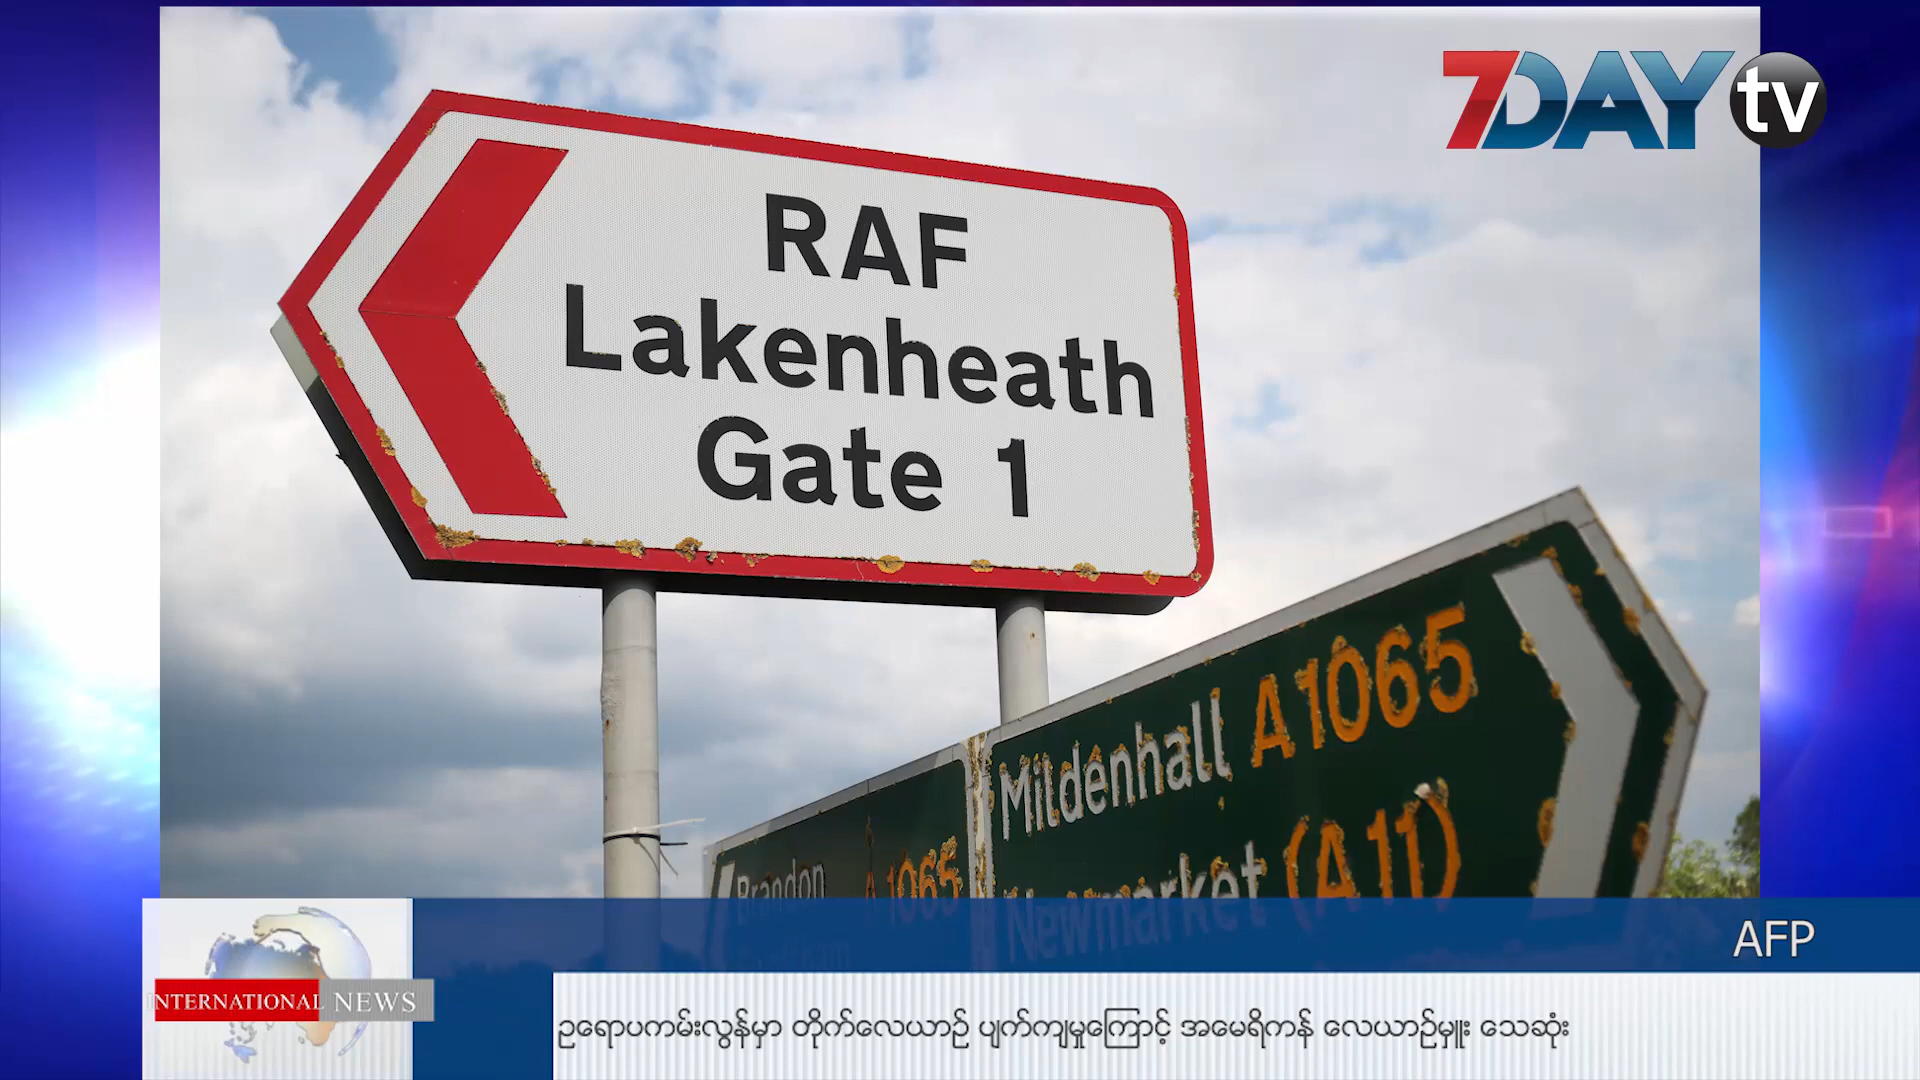 7DAY tv
RAF
Lakenheath
Gate 1
Mildenhall A1065
Brandon A1065
Newmarket (A11)
AFP
INTERNATIONAL NEWS
ဥရောပကမ်းလွန်မှာ တိုက်လေယာဉ် ပျက်ကျမှုကြောင့် အမေရိကန် လေယာဉ်မှူး သေဆုံး